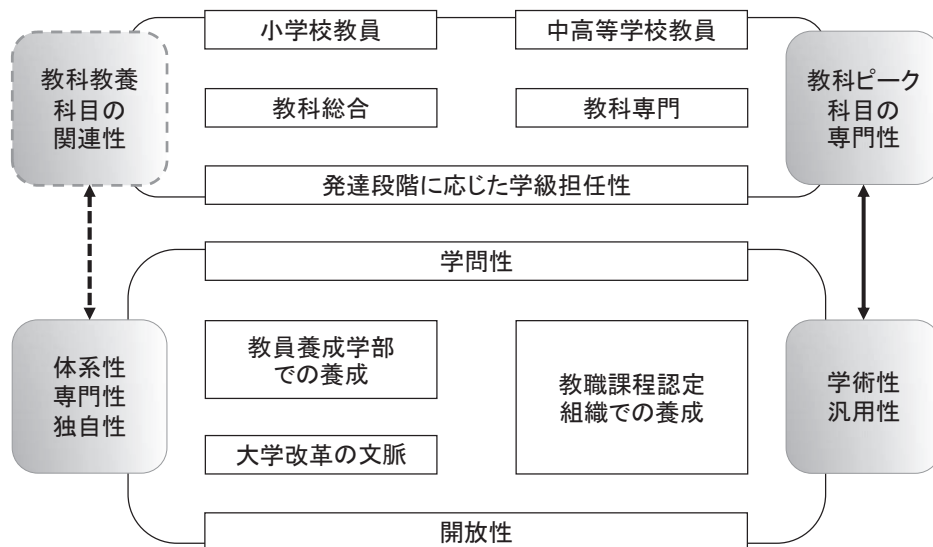 小学校教員
中高等学校教員
教科教養
科目の
関連性
教科総合
教科専門
教科ピーク
科目の
専門性
発達段階に応じた学級担任性
学問性
体系性
専門性
独自性
教員養成学部
での養成
大学改革の文脈
教職課程認定
組織での養成
学術性
汎用性
開放性